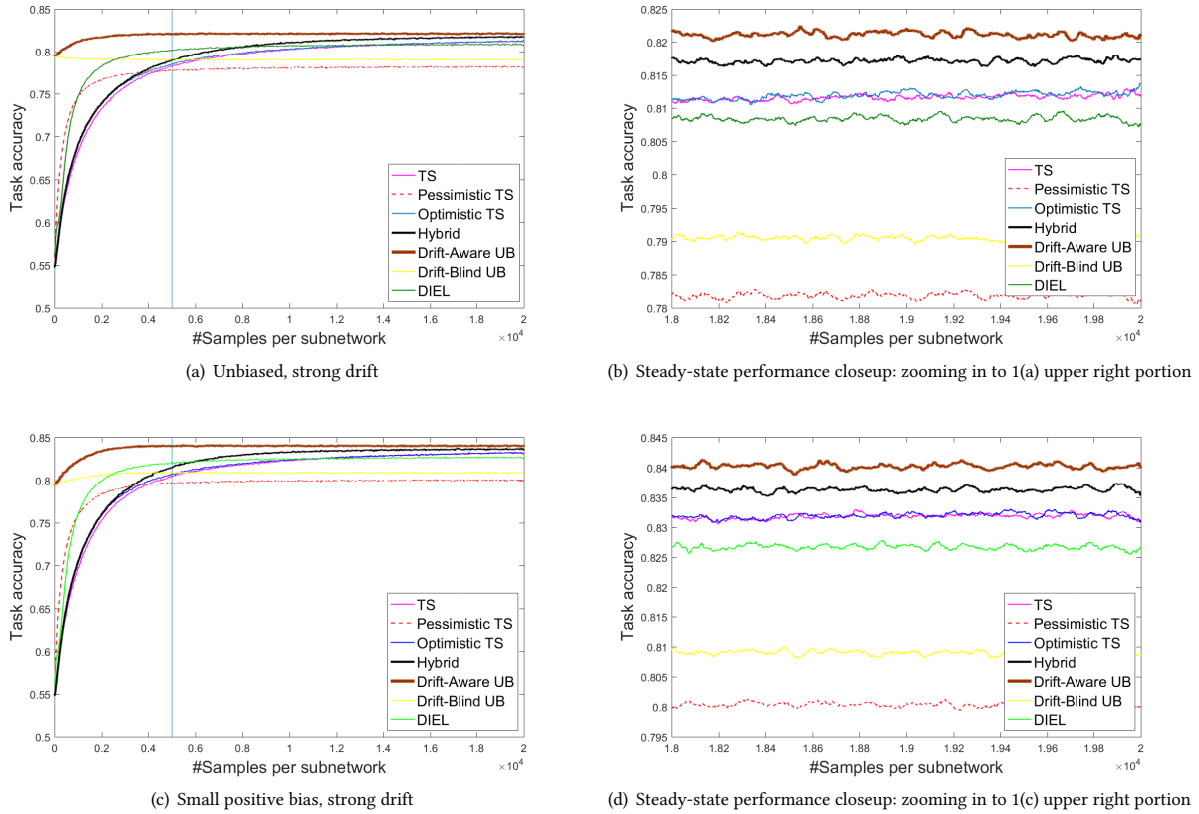 0.85
0.8
0.75
0.7
0.65
0.6
0.55
0.5
Task accuracy
TS
Pessimistic TS
Optimistic TS
Hybrid
Drift-Aware UB
Drift-Blind UB
DIEL
0 0.2 0.4 0.6 0.8 1 1.2 1.4 1.6 1.8 2
#Samples per subnetwork
×10⁴
(a) Unbiased, strong drift
0.825
0.82
0.815
0.81
0.805
0.8
0.795
0.79
0.785
0.78
Task accuracy
TS
Pessimistic TS
Optimistic TS
Hybrid
Drift-Aware UB
Drift-Blind UB
DIEL
1.8 1.82 1.84 1.86 1.88 1.9 1.92 1.94 1.96 1.98 2
#Samples per subnetwork
×10⁴
(b) Steady-state performance closeup: zooming in to 1(a) upper right portion
0.85
0.8
0.75
0.7
0.65
0.6
0.55
0.5
Task accuracy
TS
Pessimistic TS
Optimistic TS
Hybrid
Drift-Aware UB
Drift-Blind UB
DIEL
0 0.2 0.4 0.6 0.8 1 1.2 1.4 1.6 1.8 2
#Samples per subnetwork
×10⁴
(c) Small positive bias, strong drift
0.845
0.84
0.835
0.83
0.825
0.82
0.815
0.81
0.805
0.8
0.795
Task accuracy
TS
Pessimistic TS
Optimistic TS
Hybrid
Drift-Aware UB
Drift-Blind UB
DIEL
1.8 1.82 1.84 1.86 1.88 1.9 1.92 1.94 1.96 1.98 2
#Samples per subnetwork
×10⁴
(d) Steady-state performance closeup: zooming in to 1(c) upper right portion